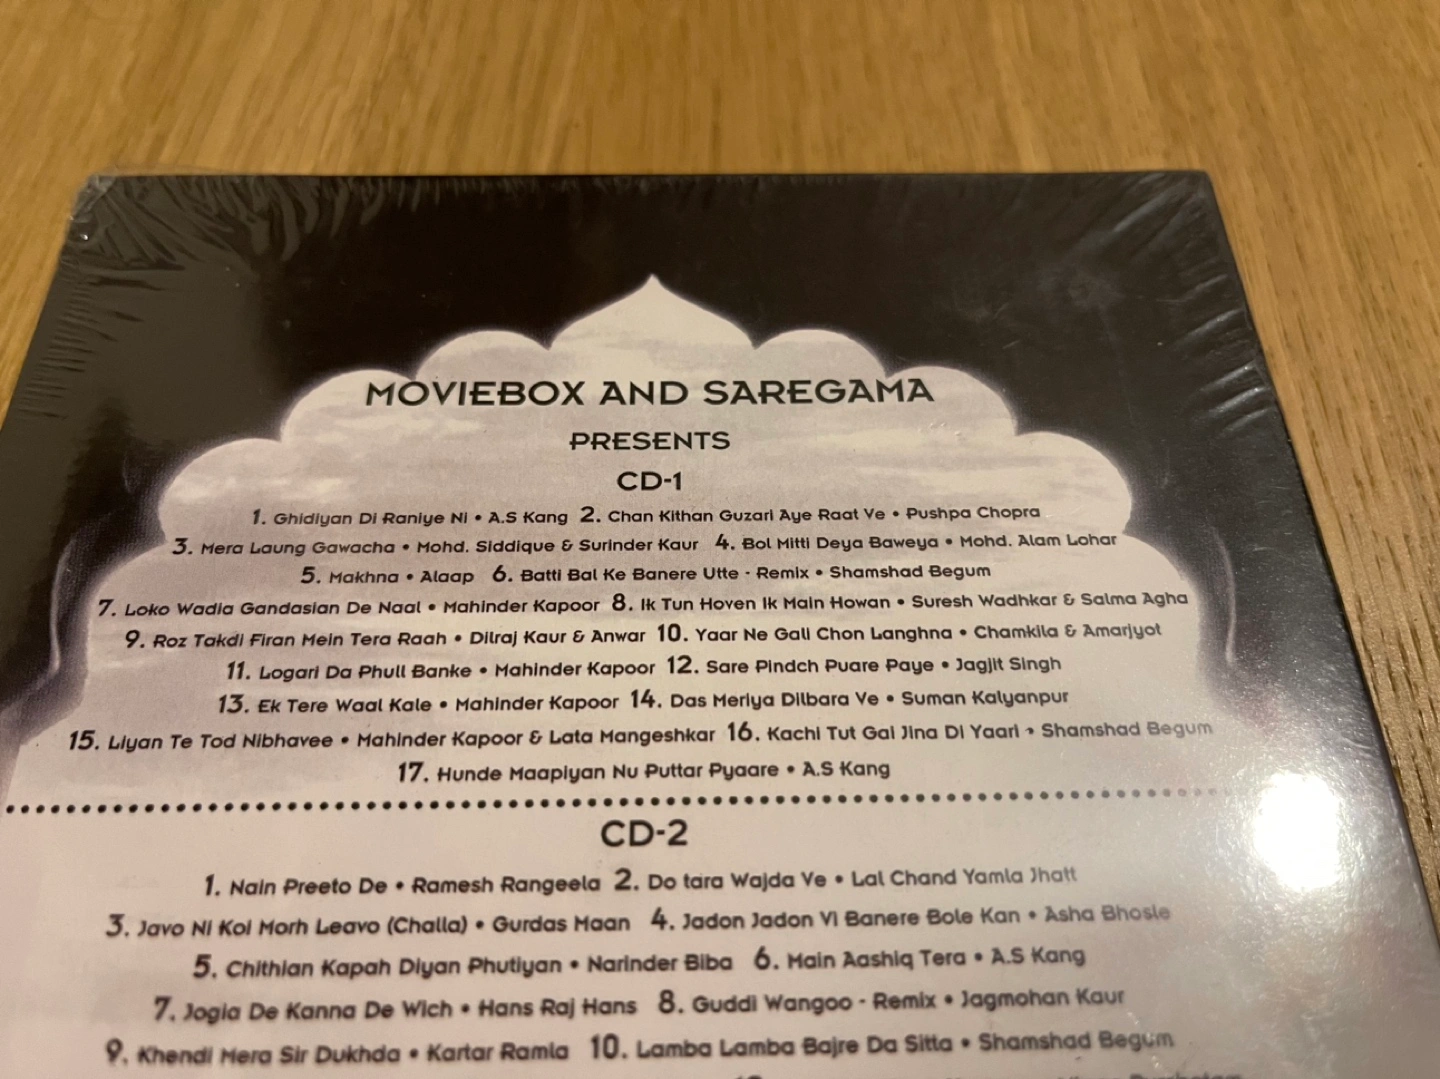 MOVIEBOX AND SAREGAMA
PRESENTS
CD-1
1. Ghidiyan Di Raniye Ni • A.S Kang 2. Chan Kithan Guzari Aye Raat Ve • Pushpa Chopra
3. Mera Laung Gawacha • Mohd. Siddique & Surinder Kaur 4. Bol Mitti Deya Baweya • Mohd. Alam Lohar
5. Makhna • Alaap 6. Batti Bal Ke Banere Utte - Remix • Shamshad Begum
7. Loko Wadia Gandasian De Naal • Mahinder Kapoor 8. Ik Tun Hoven Ik Main Howan • Suresh Wadhkar & Salma Agha
9. Roz Takdi Firan Mein Tera Raah • Dilraj Kaur & Anwar 10. Yaar Ne Gali Chon Langhna • Chamkila & Amarjyot
11. Logari Da Phull Banke • Mahinder Kapoor 12. Sare Pindch Puare Paye • Jagjit Singh
13. Ek Tere Waal Kale • Mahinder Kapoor 14. Das Meriya Dilbara Ve • Suman Kalyanpur
15. Liyan Te Tod Nibhavee • Mahinder Kapoor & Lata Mangeshkar 16. Kachi Tut Gai Jina Di Yaari • Shamshad Begum
17. Hunde Maapiyan Nu Puttar Pyaare • A.S Kang
CD-2
1. Nain Preeto De • Ramesh Rangeela 2. Do tara Wajda Ve • Lal Chand Yamla Jhatt
3. Javo Ni Koi Morh Leavo (Challa) • Gurdas Maan 4. Jadon Jadon Vi Banere Bole Kan • Asha Bhosle
5. Chithian Kapah Diyan Phutiyan • Narinder Biba 6. Main Aashiq Tera • A.S Kang
7. Jogia De Kanna De Wich • Hans Raj Hans 8. Guddi Wangoo - Remix • Jagmohan Kaur
9. Khendi Mera Sir Dukhda • Kartar Ramla 10. Lamba Lamba Bajre Da Sitta • Shamshad Begum